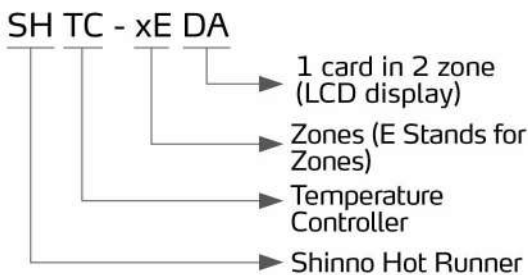 SH TC - xE DA
1 card in 2 zone
(LCD display)
Zones (E Stands for
Zones)
Temperature
Controller
Shinno Hot Runner